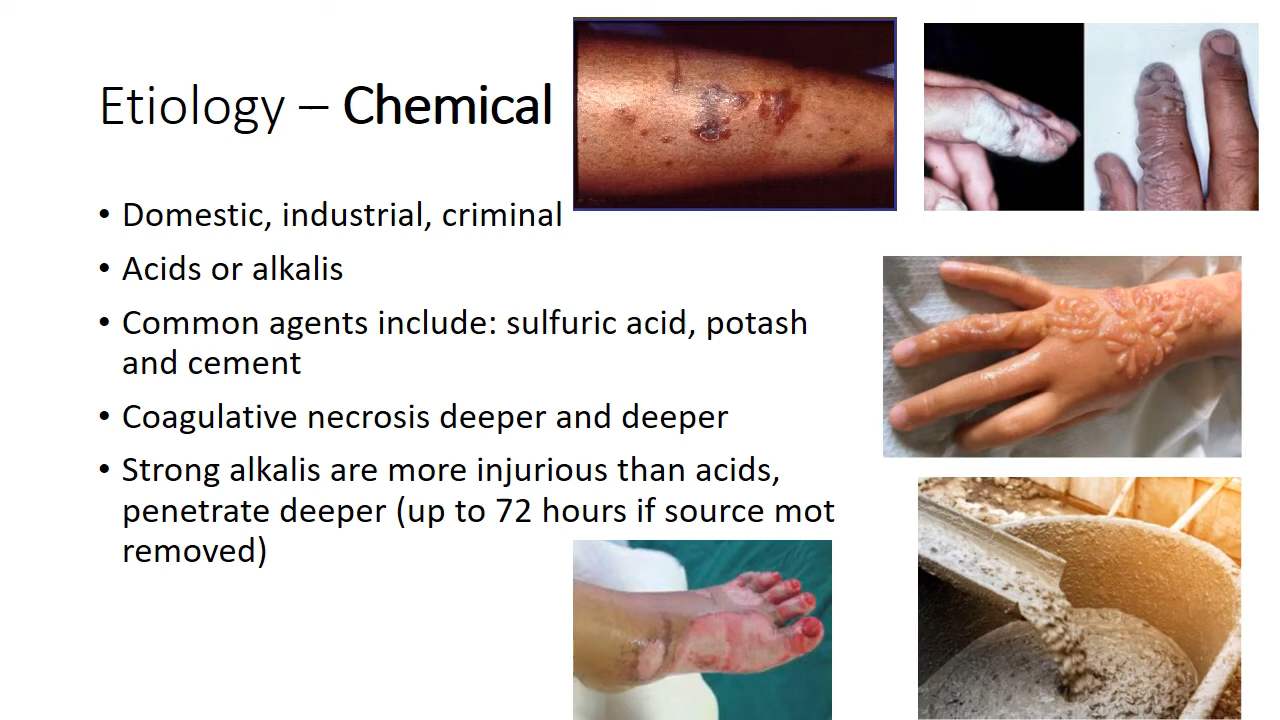 Etiology – Chemical
• Domestic, industrial, criminal
• Acids or alkalis
• Common agents include: sulfuric acid, potash
and cement
• Coagulative necrosis deeper and deeper
• Strong alkalis are more injurious than acids,
penetrate deeper (up to 72 hours if source mot
removed)